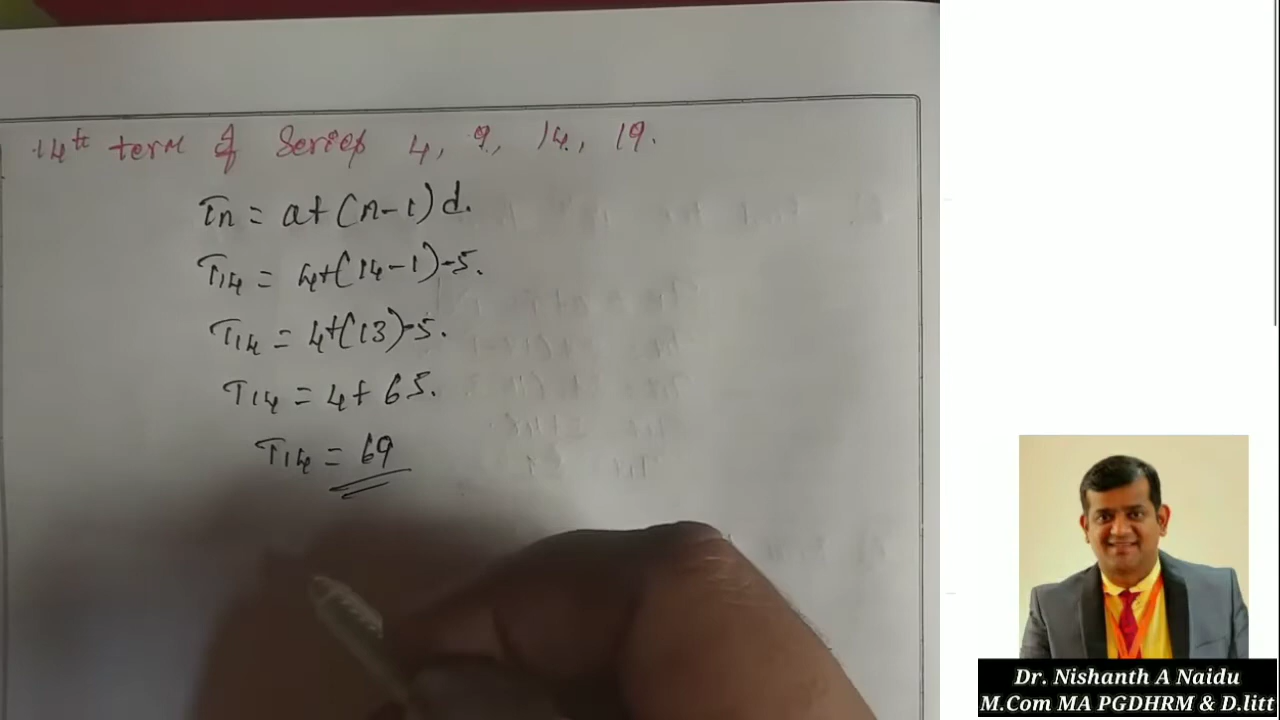 14th term of Series 4, 9, 14, 19.
Tn = a+(n-1)d.
T14 = 4+(14-1)-5.
T14 = 4+(13)-5.
T14 = 4+65.
T14 = 69
Dr. Nishanth A Naidu
M.Com MA PGDHRM & D.litt